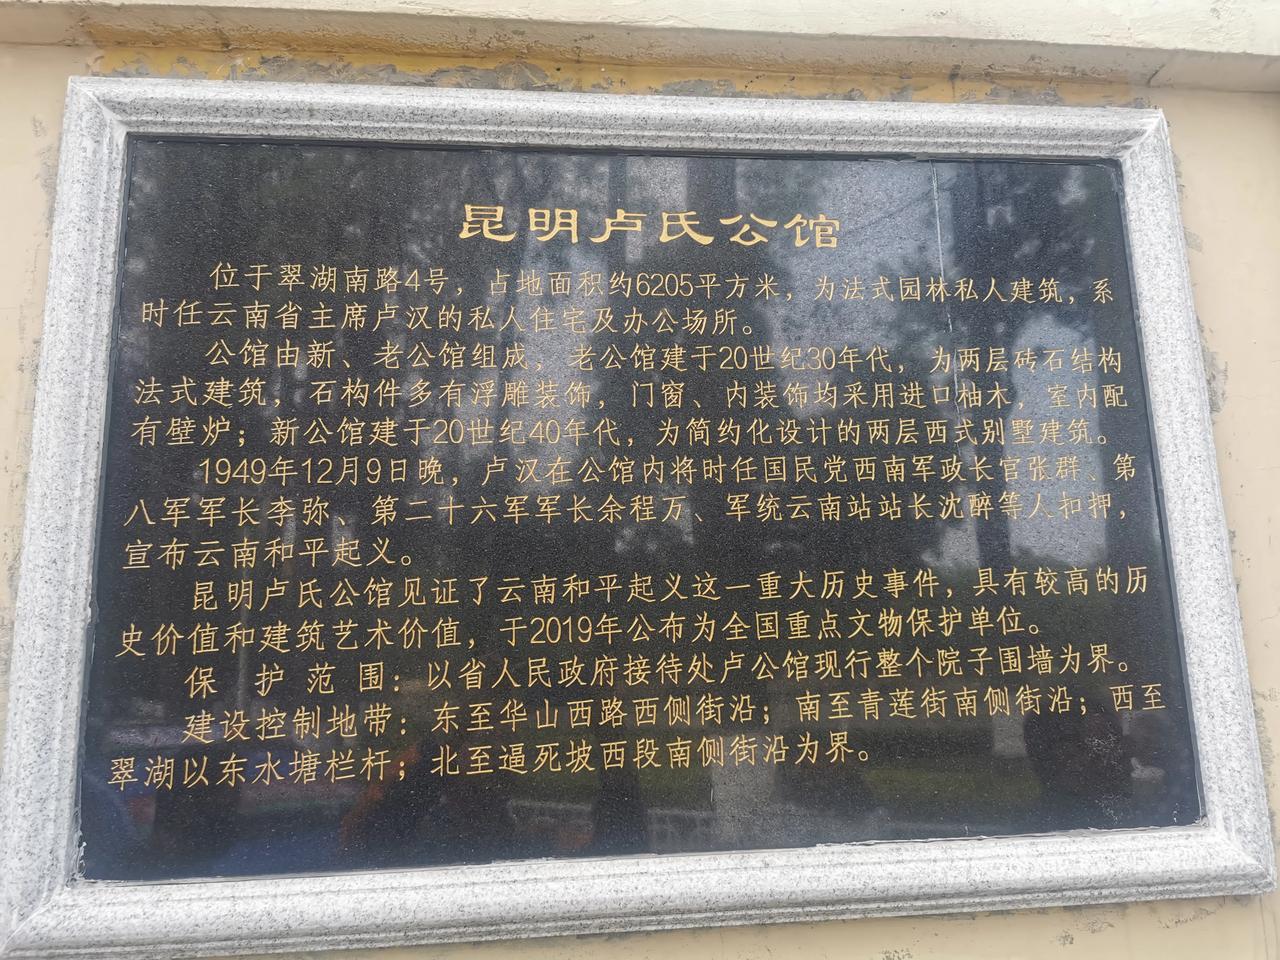 昆明卢氏公馆
位于翠湖南路4号，占地面积约6205平方米，为法式园林私人建筑，系
时任云南省主席卢汉的私人住宅及办公场所。
公馆由新、老公馆组成，老公馆建于20世纪30年代，为两层砖石结构
法式建筑，石构件多有浮雕装饰，门窗、内装饰均采用进口柚木，室内配
有壁炉；新公馆建于20世纪40年代，为简约化设计的两层西式别墅建筑。
1949年12月9日晚，卢汉在公馆内将时任国民党西南军政长官张群、第
八军军长李弥、第二十六军军长余程万、军统云南站站长沈醉等人扣押，
宣布云南和平起义。
昆明卢氏公馆见证了云南和平起义这一重大历史事件，具有较高的历
史价值和建筑艺术价值，于2019年公布为全国重点文物保护单位。
保护范围：以省人民政府接待处卢公馆现行整个院子围墙为界。
建设控制地带：东至华山西路西侧街沿；南至青莲街南侧街沿；西至
翠湖以东水塘栏杆；北至逼死坡西段南侧街沿为界。